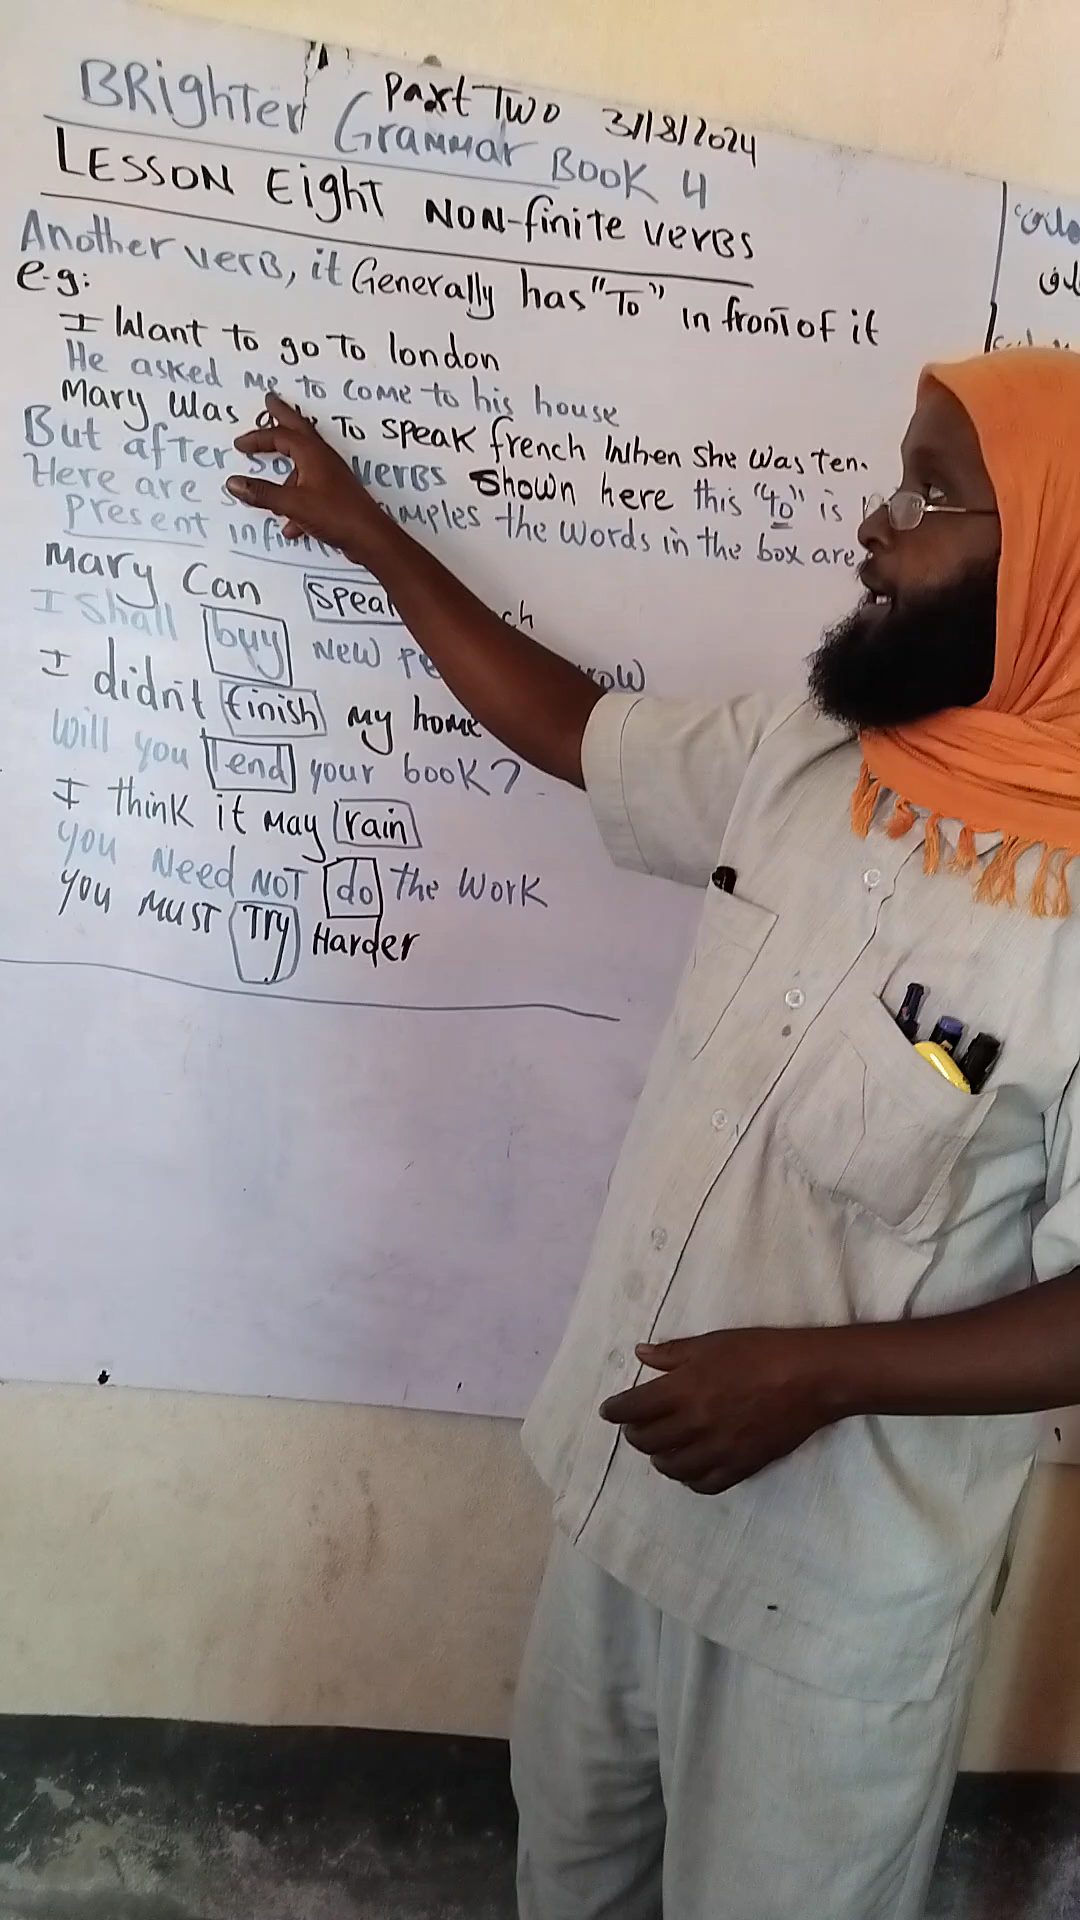 Part Two 31/8/2024
BRighter Grammar Book 4
LESSON Eight NON-finite verbs
Another verb, it Generally has "To" in front of it
e.g:
I Want to go to london
He asked me to come to his house
Mary was To speak french When she was ten.
But after verbs shown here this "to" is
Here are the words in the box are
present
Mary Can
I shall buy new
I didn't finish my home
will you lend your book?
I think it may rain
you Need NOT do the work
you MUST Try Harder